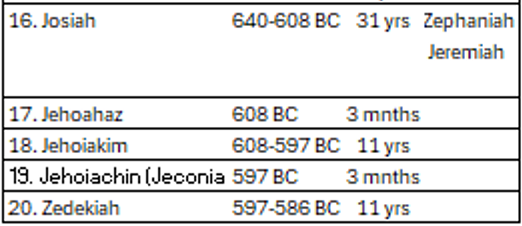 16. Josiah 640-608 BC 31 yrs Zephaniah
Jeremiah
17. Jehoahaz 608 BC 3 mnths
18. Jehoiakim 608-597 BC 11 yrs
19. Jehoiachin (Jeconia 597 BC 3 mnths
20. Zedekiah 597-586 BC 11 yrs